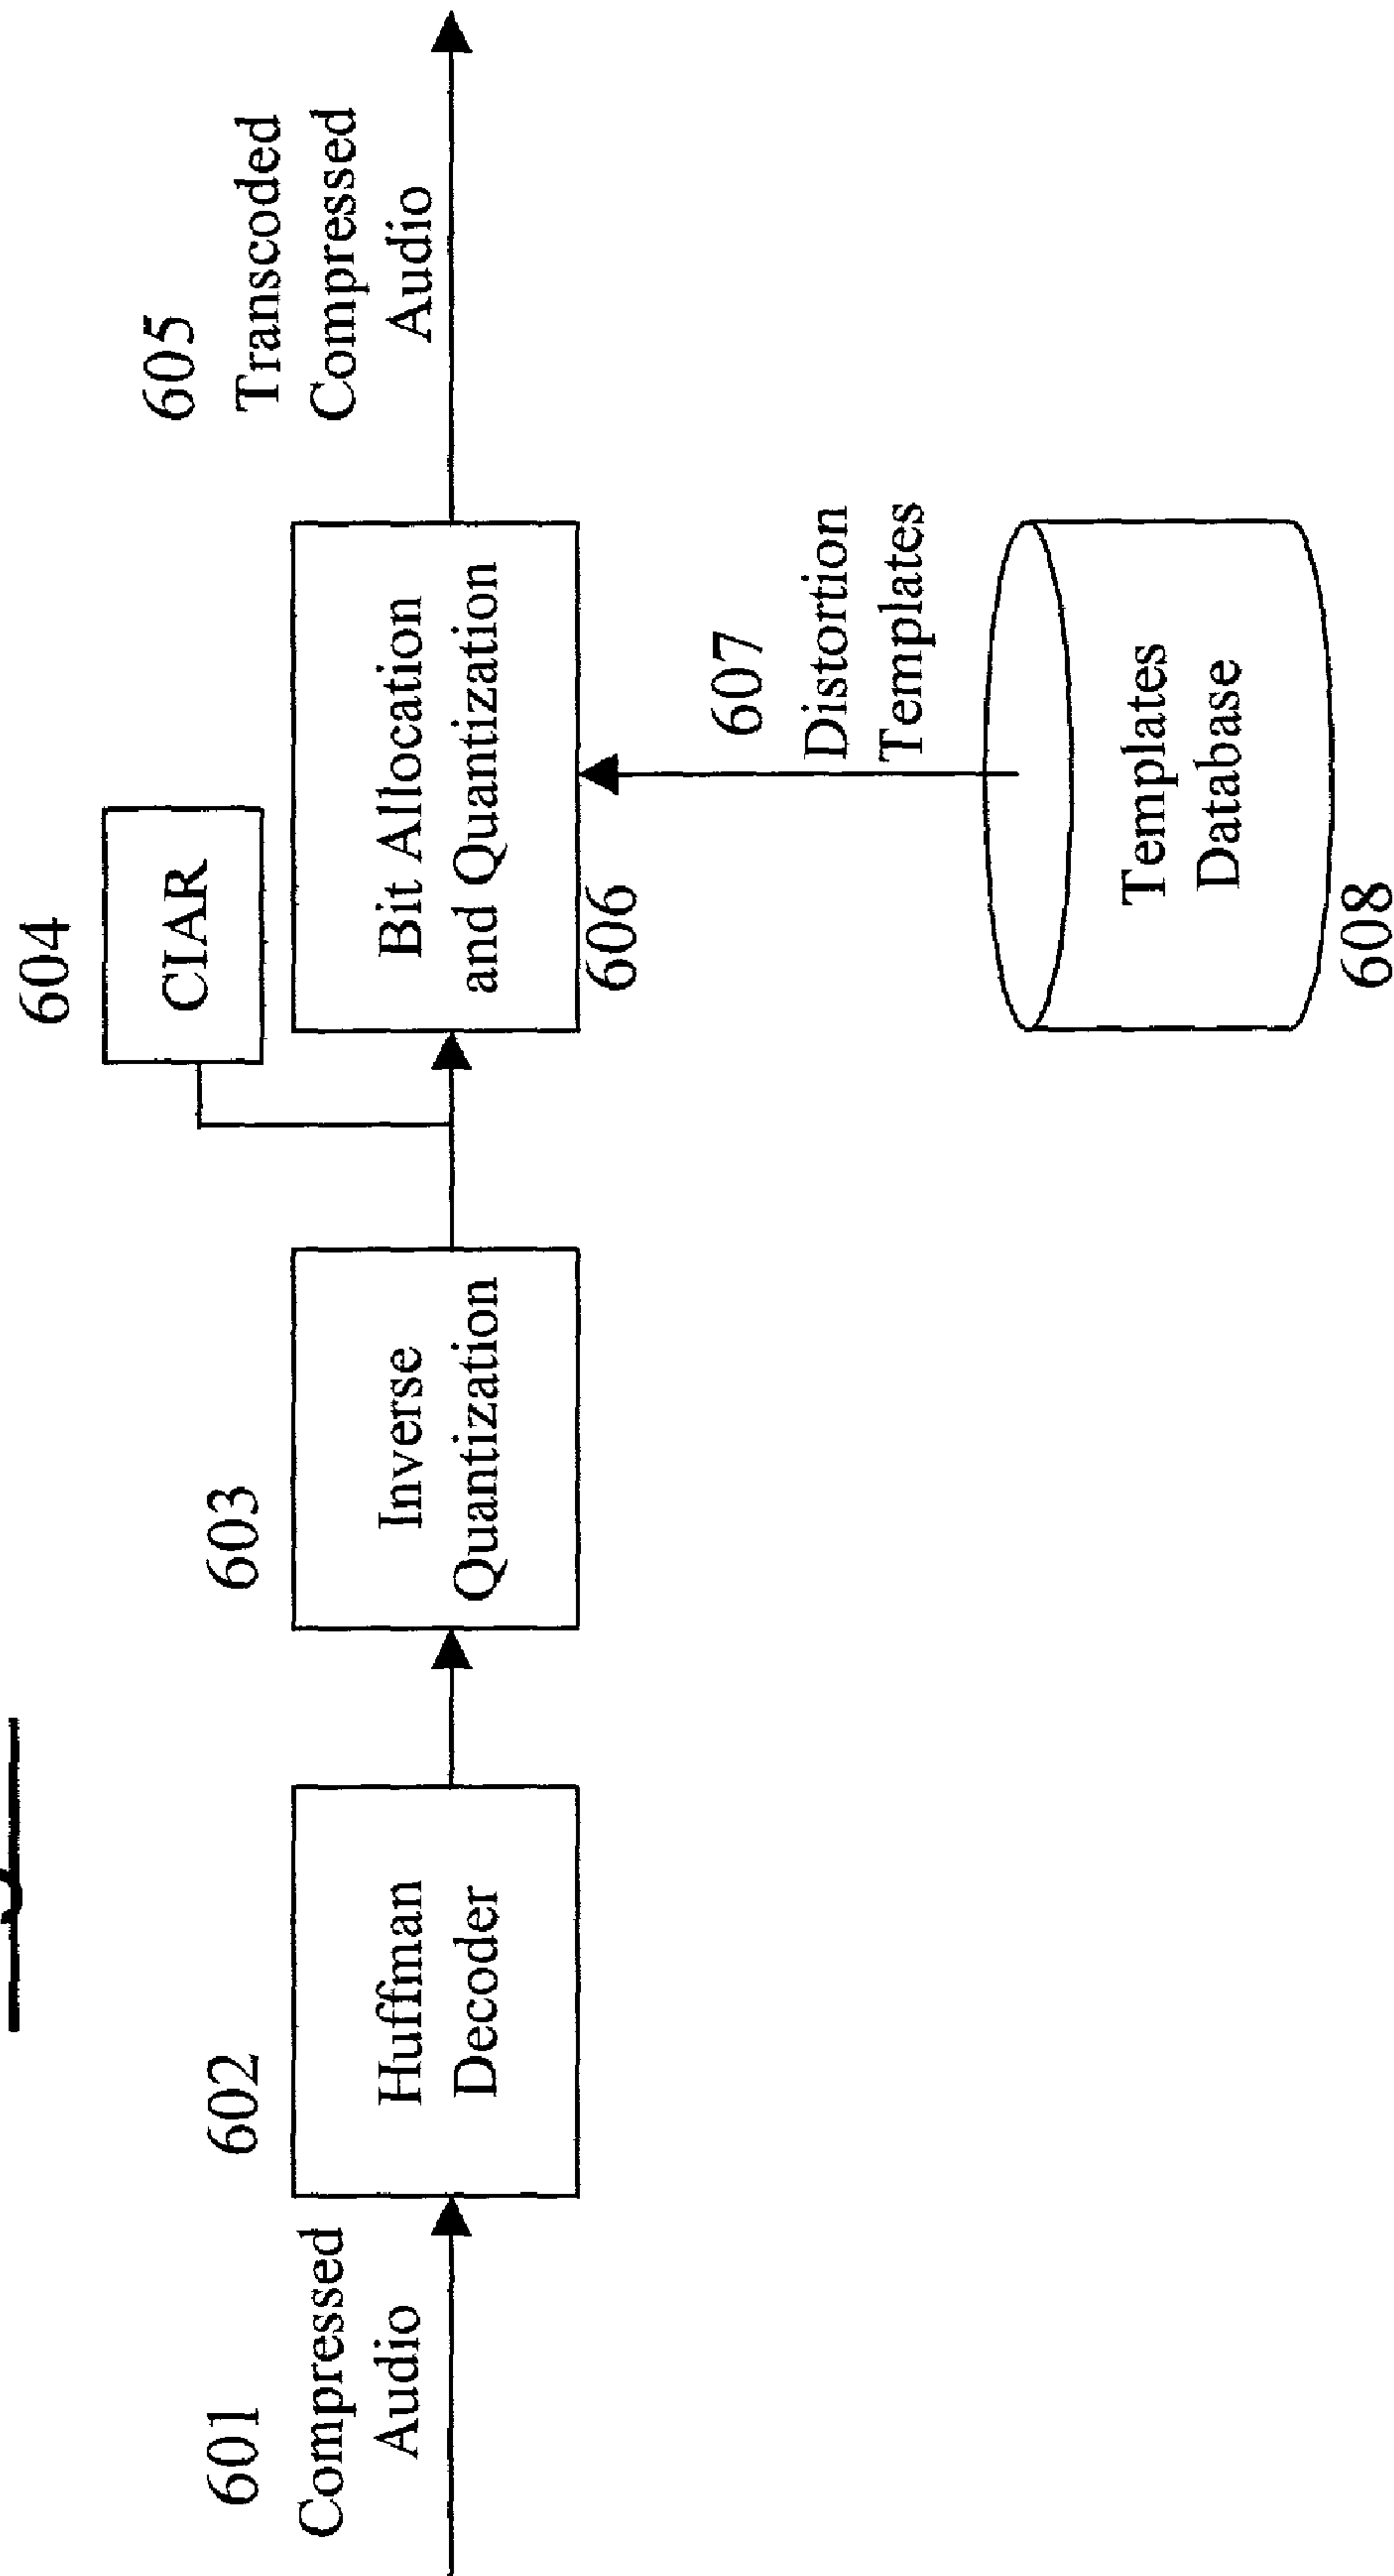 601
Compressed
Audio
602
Huffman
Decoder
603
Inverse
Quantization
604
CIAR
Bit Allocation
and Quantization
606
605
Transcoded
Compressed
Audio
607
Distortion
Templates
Templates
Database
608